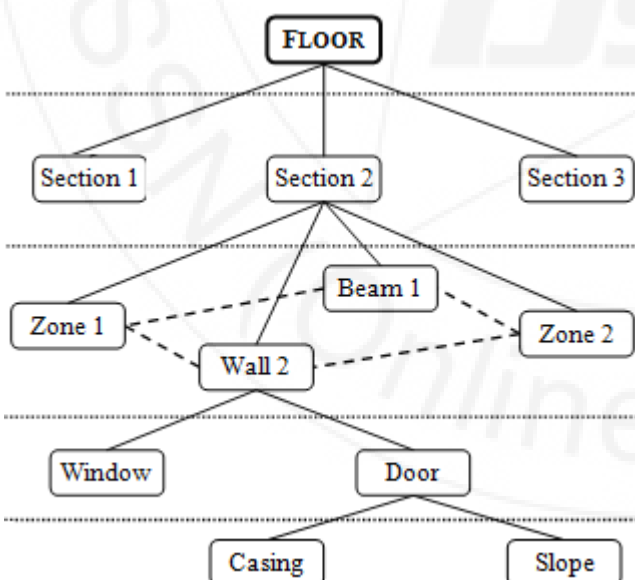 FLOOR
Section 1
Section 2
Section 3
Beam 1
Zone 1
Zone 2
Wall 2
Window
Door
Casing
Slope
(Online